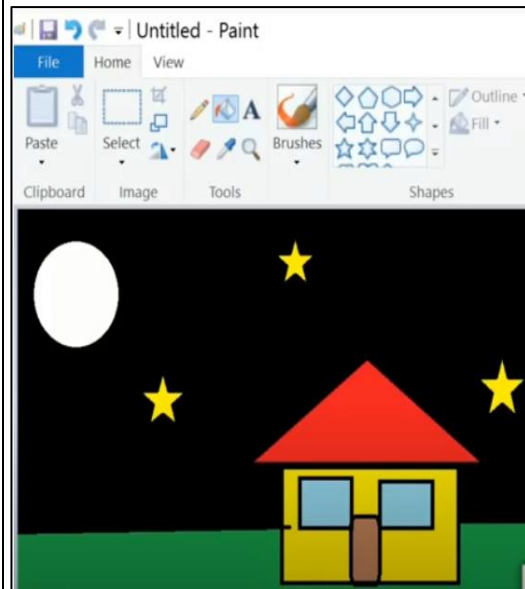 Untitled - Paint
File Home View
Outline
Fill
A
Paste Select Brushes
Clipboard Image Tools Shapes